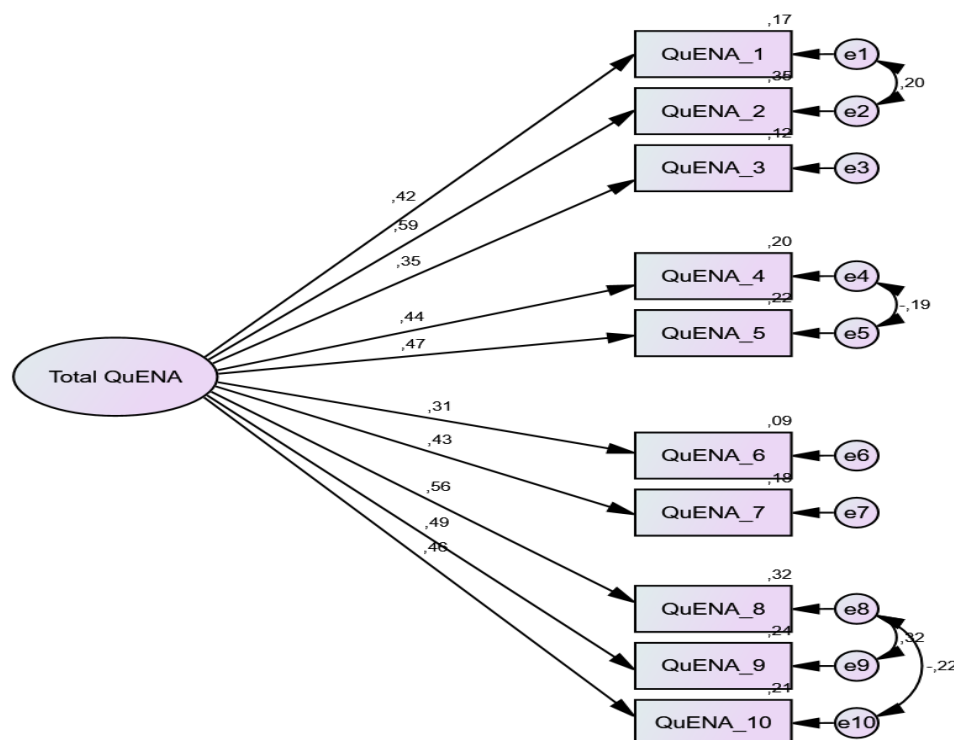 ,17
QuENA_1
e1
,20
,35
QuENA_2
e2
,12
QuENA_3
e3
,42
,59
,35
,20
QuENA_4
e4
-,19
,22
QuENA_5
e5
,44
,47
Total QuENA
,31
,43
,56
,49
,46
,09
QuENA_6
e6
,18
QuENA_7
e7
,32
QuENA_8
e8
,32
,24
QuENA_9
e9
-,22
,21
QuENA_10
e10